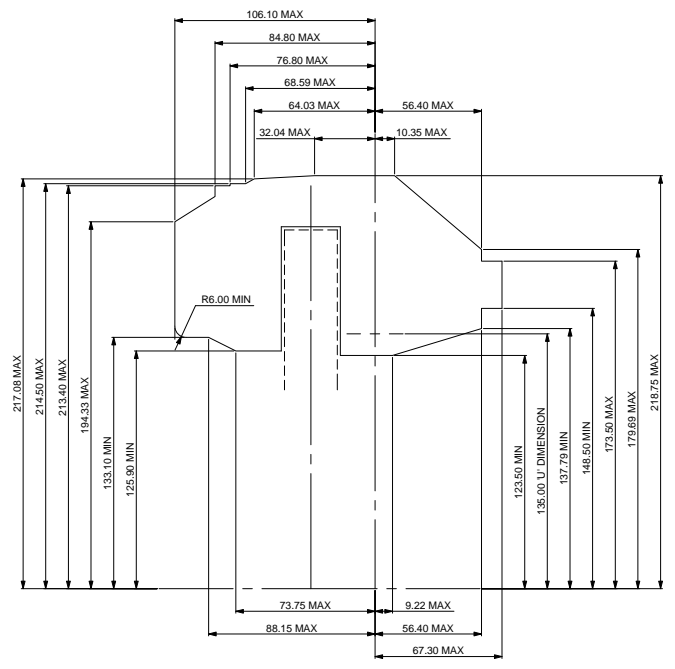 106.10 MAX
84.80 MAX
76.80 MAX
68.59 MAX
64.03 MAX
56.40 MAX
32.04 MAX
10.35 MAX
R6.00 MIN
217.08 MAX
214.50 MAX
213.40 MAX
194.33 MAX
133.10 MIN
125.90 MIN
123.50 MIN
135.00 'U' DIMENSION
137.79 MIN
148.50 MIN
173.50 MAX
179.69 MAX
218.75 MAX
73.75 MAX
9.22 MAX
88.15 MAX
56.40 MAX
67.30 MAX